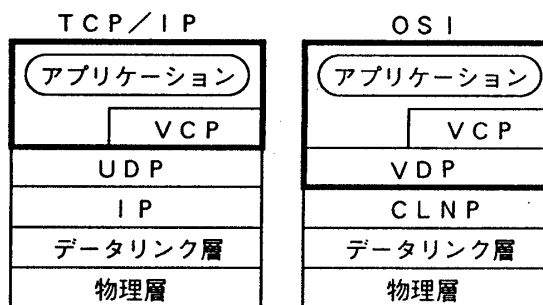 TCP／IP
アプリケーション
VCP
UDP
IP
データリンク層
物理層
OSI
アプリケーション
VCP
VDP
CLNP
データリンク層
物理層